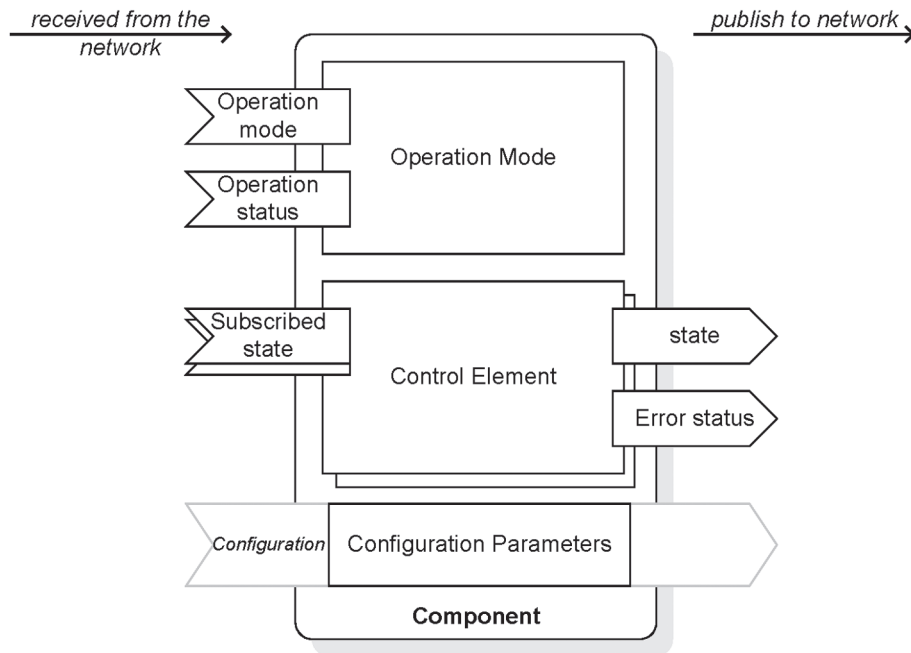 received from the
network
publish to network
Operation
mode
Operation Mode
Operation
status
Subscribed
state
Control Element
state
Error status
Configuration
Configuration Parameters
Component